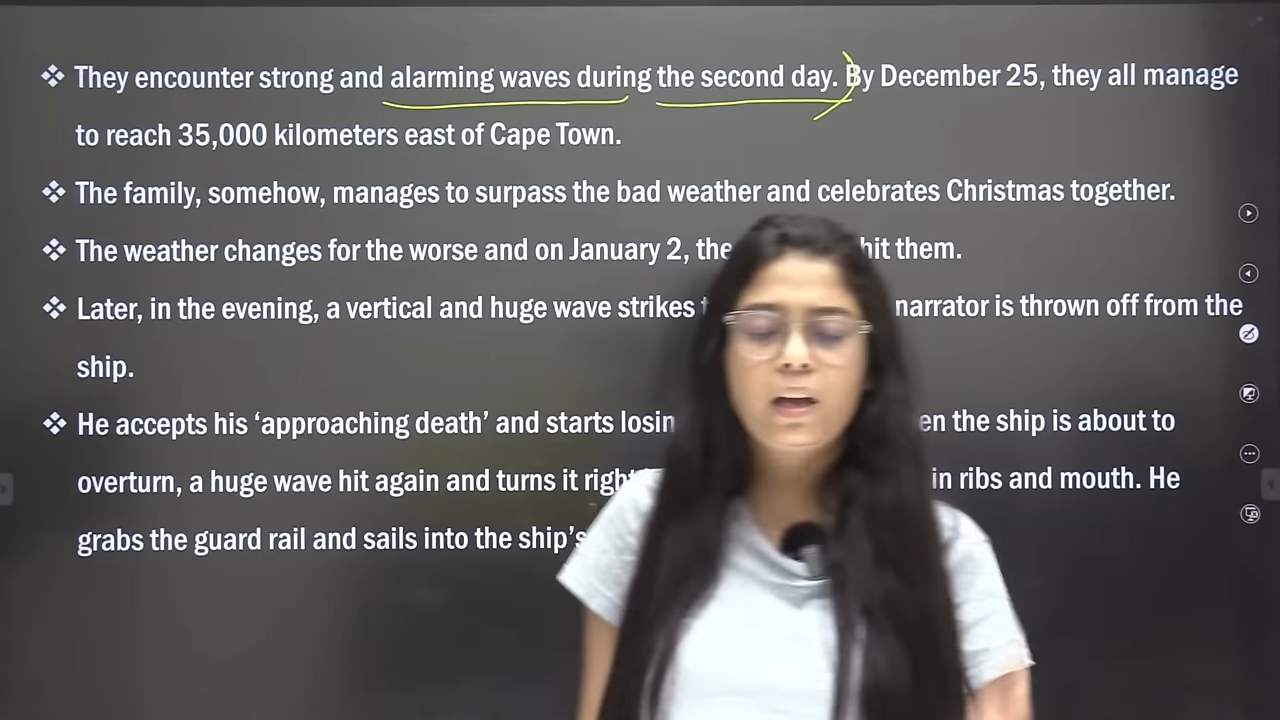 ❖ They encounter strong and alarming waves during the second day. By December 25, they all manage
to reach 35,000 kilometers east of Cape Town.
❖ The family, somehow, manages to surpass the bad weather and celebrates Christmas together.
❖ The weather changes for the worse and on January 2, the hit them.
❖ Later, in the evening, a vertical and huge wave strikes narrator is thrown off from the
ship.
❖ He accepts his ‘approaching death’ and starts the ship is about to
overturn, a huge wave hit again and turns it in ribs and mouth. He
grabs the guard rail and sails into the ship’s